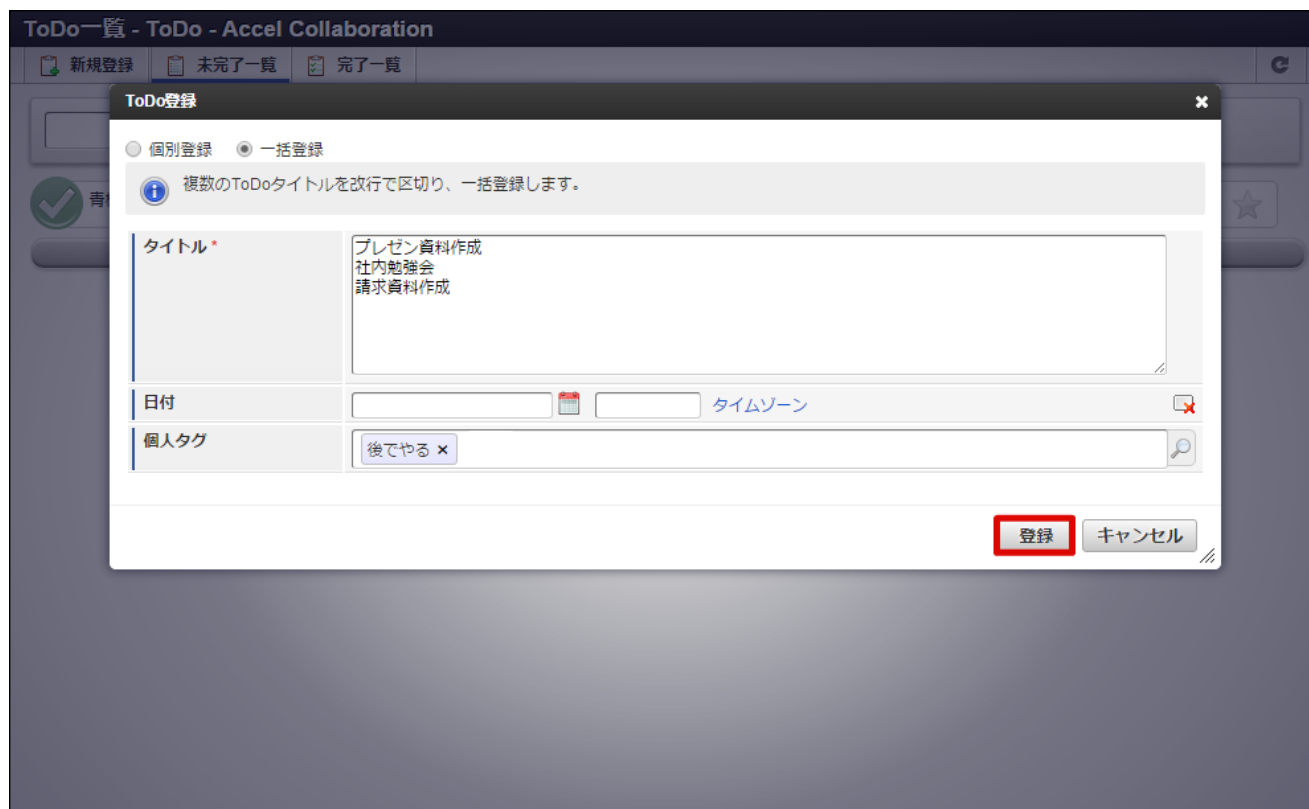 ToDo一覧 - ToDo - Accel Collaboration
新規登録 未完了一覧 完了一覧
ToDo登録
個別登録 一括登録
複数のToDoタイトルを改行で区切り、一括登録します。
タイトル *
プレゼン資料作成
社内勉強会
請求資料作成
日付 タイムゾーン
個人タグ 後でやる ×
登録 キャンセル
青